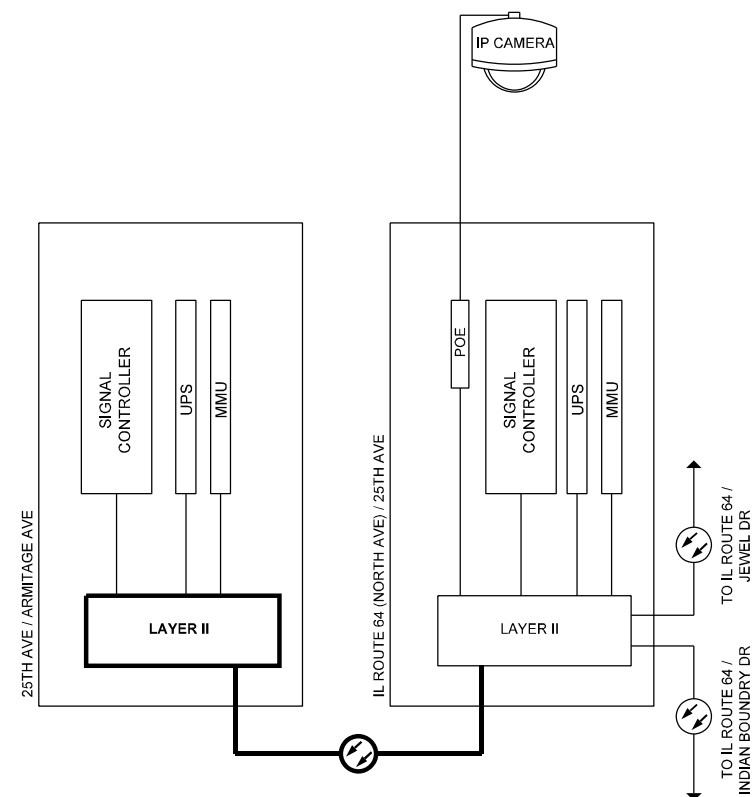 IP CAMERA
25TH AVE / ARMITAGE AVE
SIGNAL
CONTROLLER
UPS
MMU
LAYER II
IL ROUTE 64 (NORTH AVE) / 25TH AVE
POE
SIGNAL
CONTROLLER
UPS
MMU
LAYER II
TO IL ROUTE 64 /
JEWEL DR
TO IL ROUTE 64 /
INDIAN BOUNDRY DR